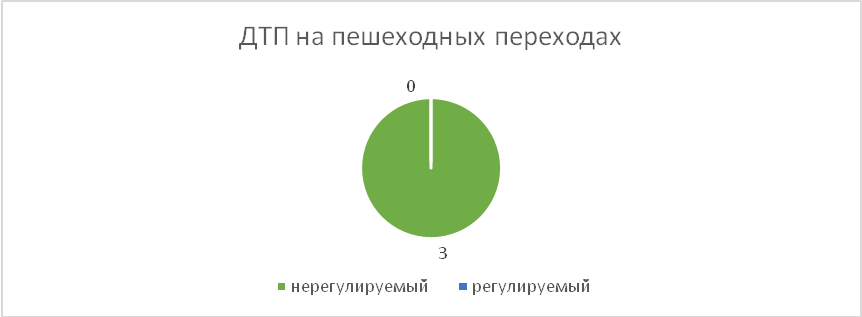 ДТП на пешеходных переходах
0
3
нерегулируемый регулируемый